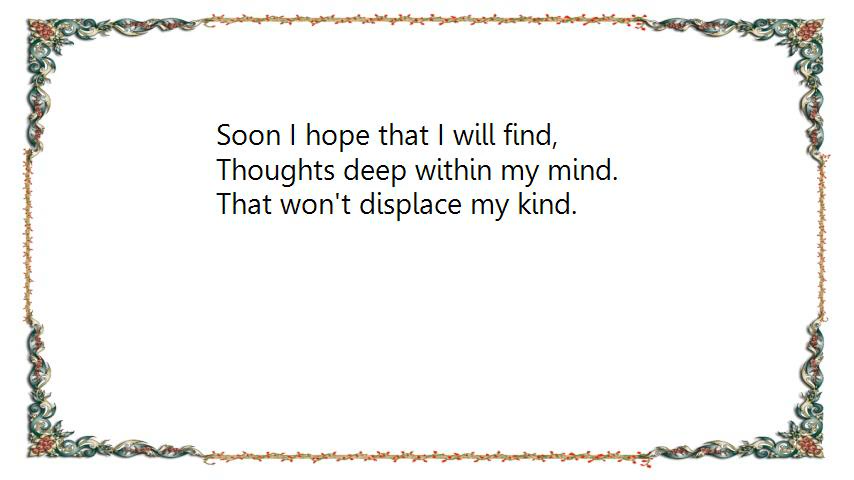 Soon I hope that I will find,
Thoughts deep within my mind.
That won't displace my kind.